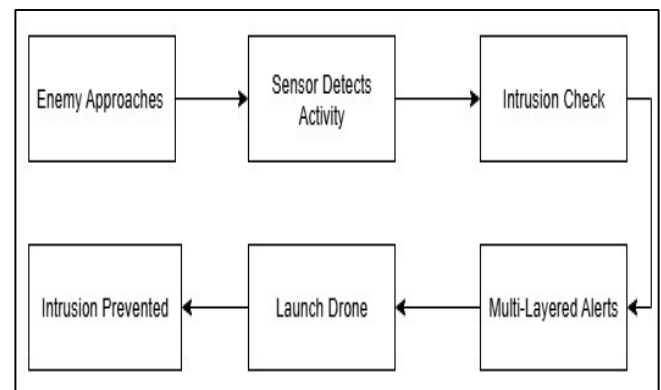 Enemy Approaches
Sensor Detects
Activity
Intrusion Check
Intrusion Prevented
Launch Drone
Multi-Layered Alerts